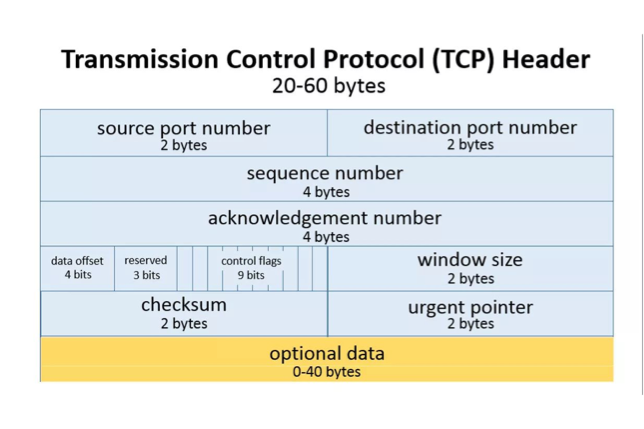 Transmission Control Protocol (TCP) Header
20-60 bytes
source port number
2 bytes
destination port number
2 bytes
sequence number
4 bytes
acknowledgement number
4 bytes
data offset
4 bits
reserved
3 bits
control flags
9 bits
window size
2 bytes
checksum
2 bytes
urgent pointer
2 bytes
optional data
0-40 bytes